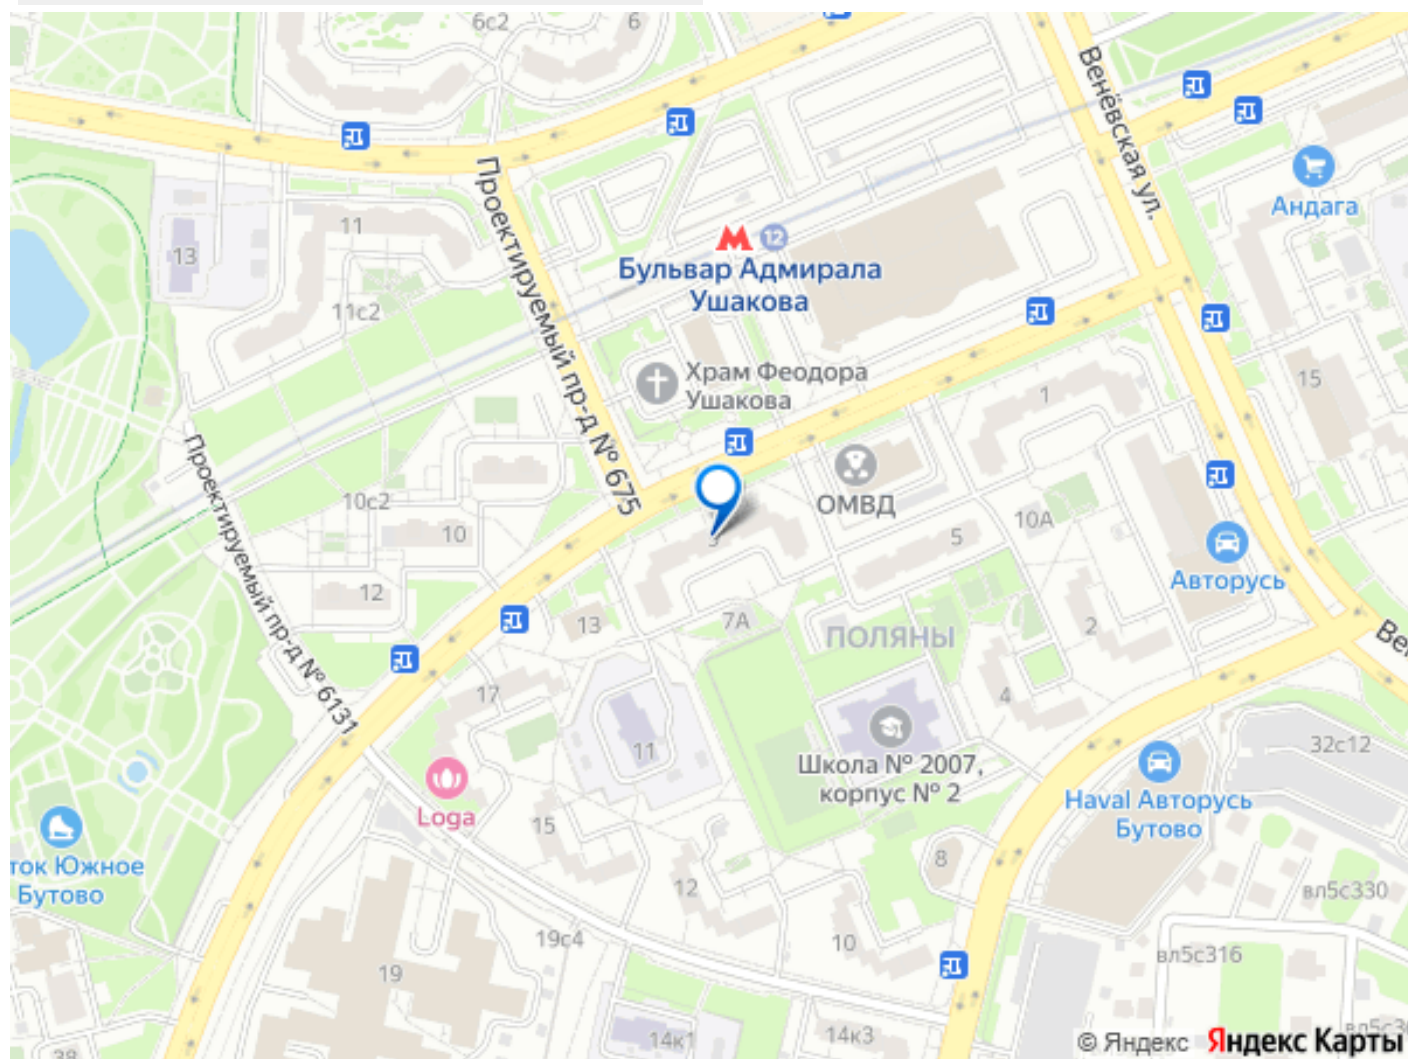 6с2
6
Венёвская ул.
Проектируемый пр-д № 675
11
13
Андага
12
Бульвар Адмирала
Ушакова
11с2
Храм Феодора
Ушакова
15
1
Проектируемый пр-д № 6131
10с2
10
ОМВД
10А
5
3
Авторусь
12
13
7А
ПОЛЯНЫ
2
17
4
11
Школа № 2007,
корпус № 2
32с12
Haval Авторусь
Бутово
Loga
15
ток Южное
Бутово
8
12
вл5с330
19с4
10
вл5с316
19
14к1
14к3
38
© Яндекс Яндекс Карты